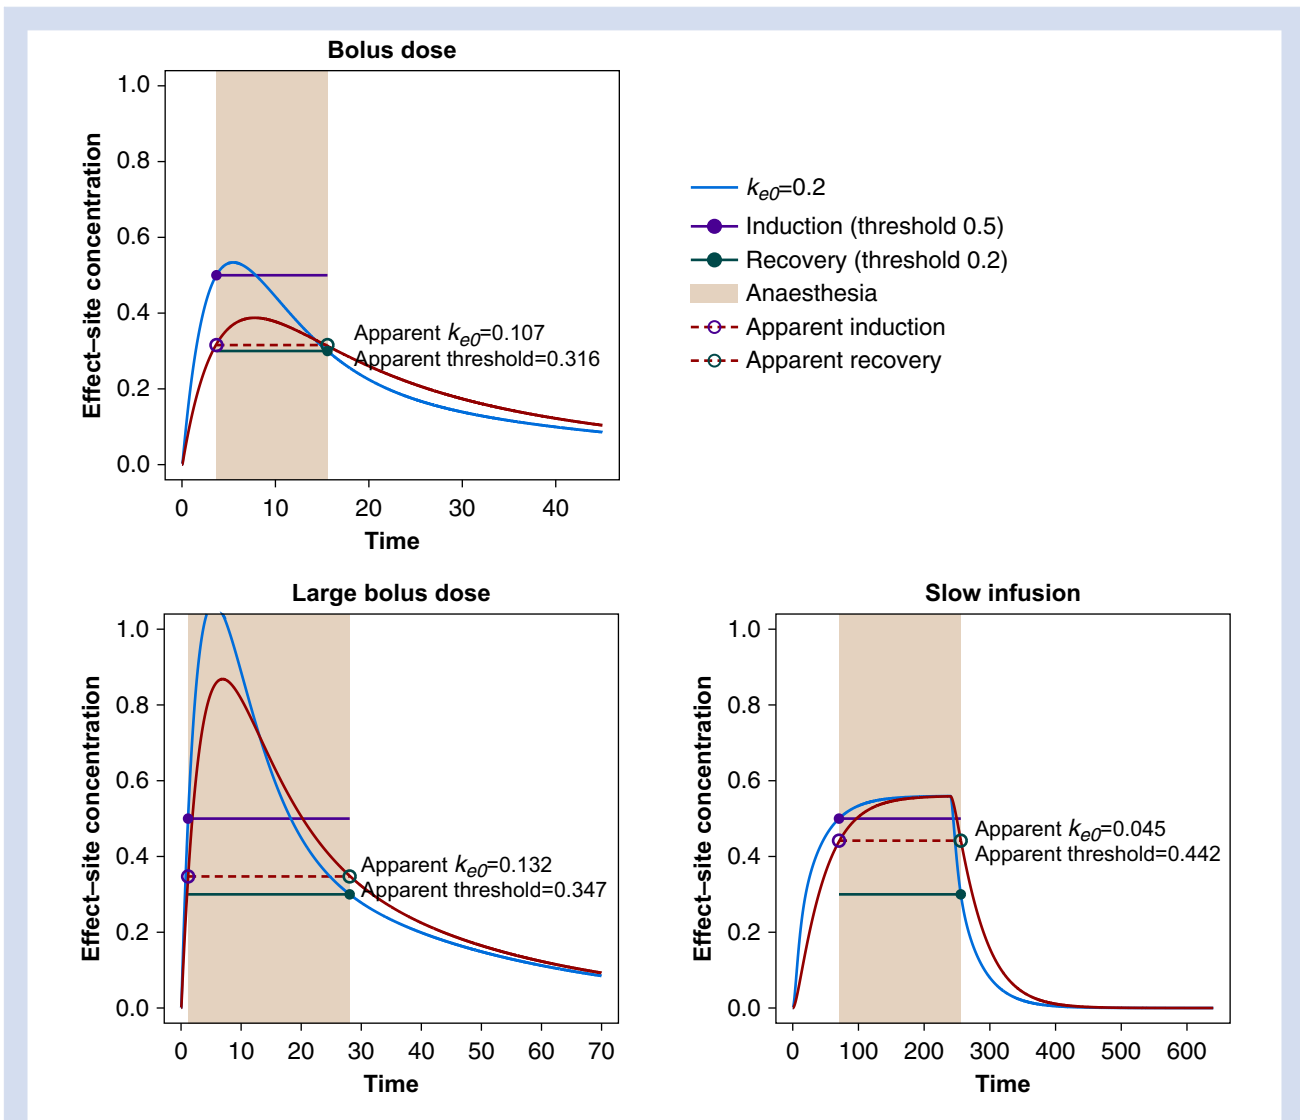 Bolus dose
Effect–site concentration
1.0
0.8
0.6
0.4
0.2
0.0
Apparent ke0=0.107
Apparent threshold=0.316
0 10 20 30 40
Time
ke0=0.2
Induction (threshold 0.5)
Recovery (threshold 0.2)
Anaesthesia
Apparent induction
Apparent recovery
Large bolus dose
Effect–site concentration
1.0
0.8
0.6
0.4
0.2
0.0
Apparent ke0=0.132
Apparent threshold=0.347
0 10 20 30 40 50 60 70
Time
Slow infusion
Effect–site concentration
1.0
0.8
0.6
0.4
0.2
0.0
Apparent ke0=0.045
Apparent threshold=0.442
0 100 200 300 400 500 600
Time